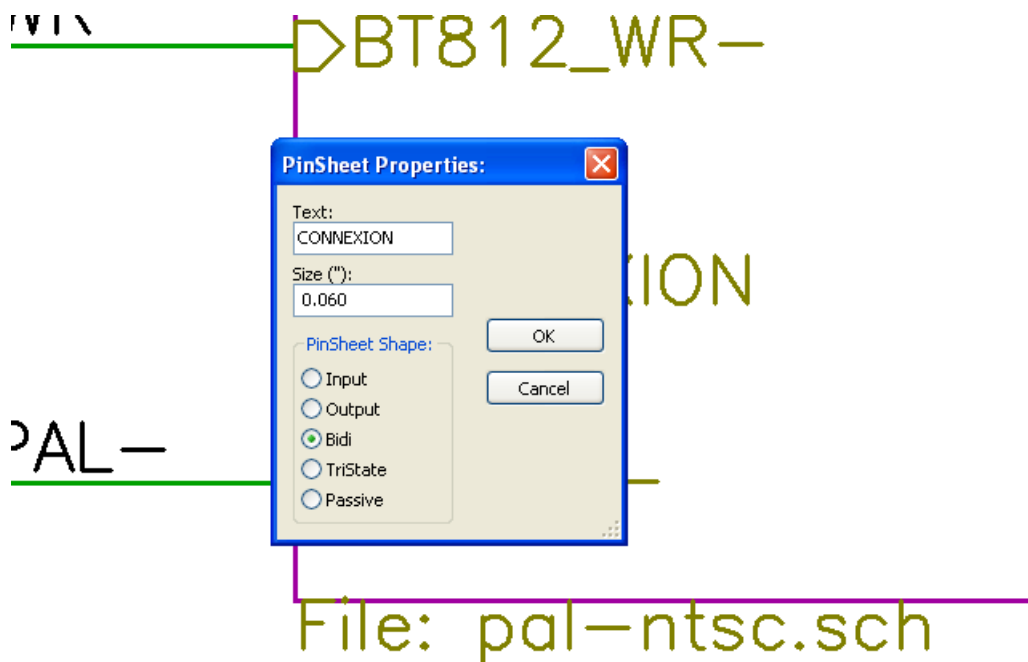 WR
BT812_WR-
PinSheet Properties:
Text:
CONNEXION
Size ("):
0.060
XION
PinSheet Shape:
OK
Input
Cancel
Output
Bidi
PAL-
TriState
Passive
File: pal-ntsc.sch